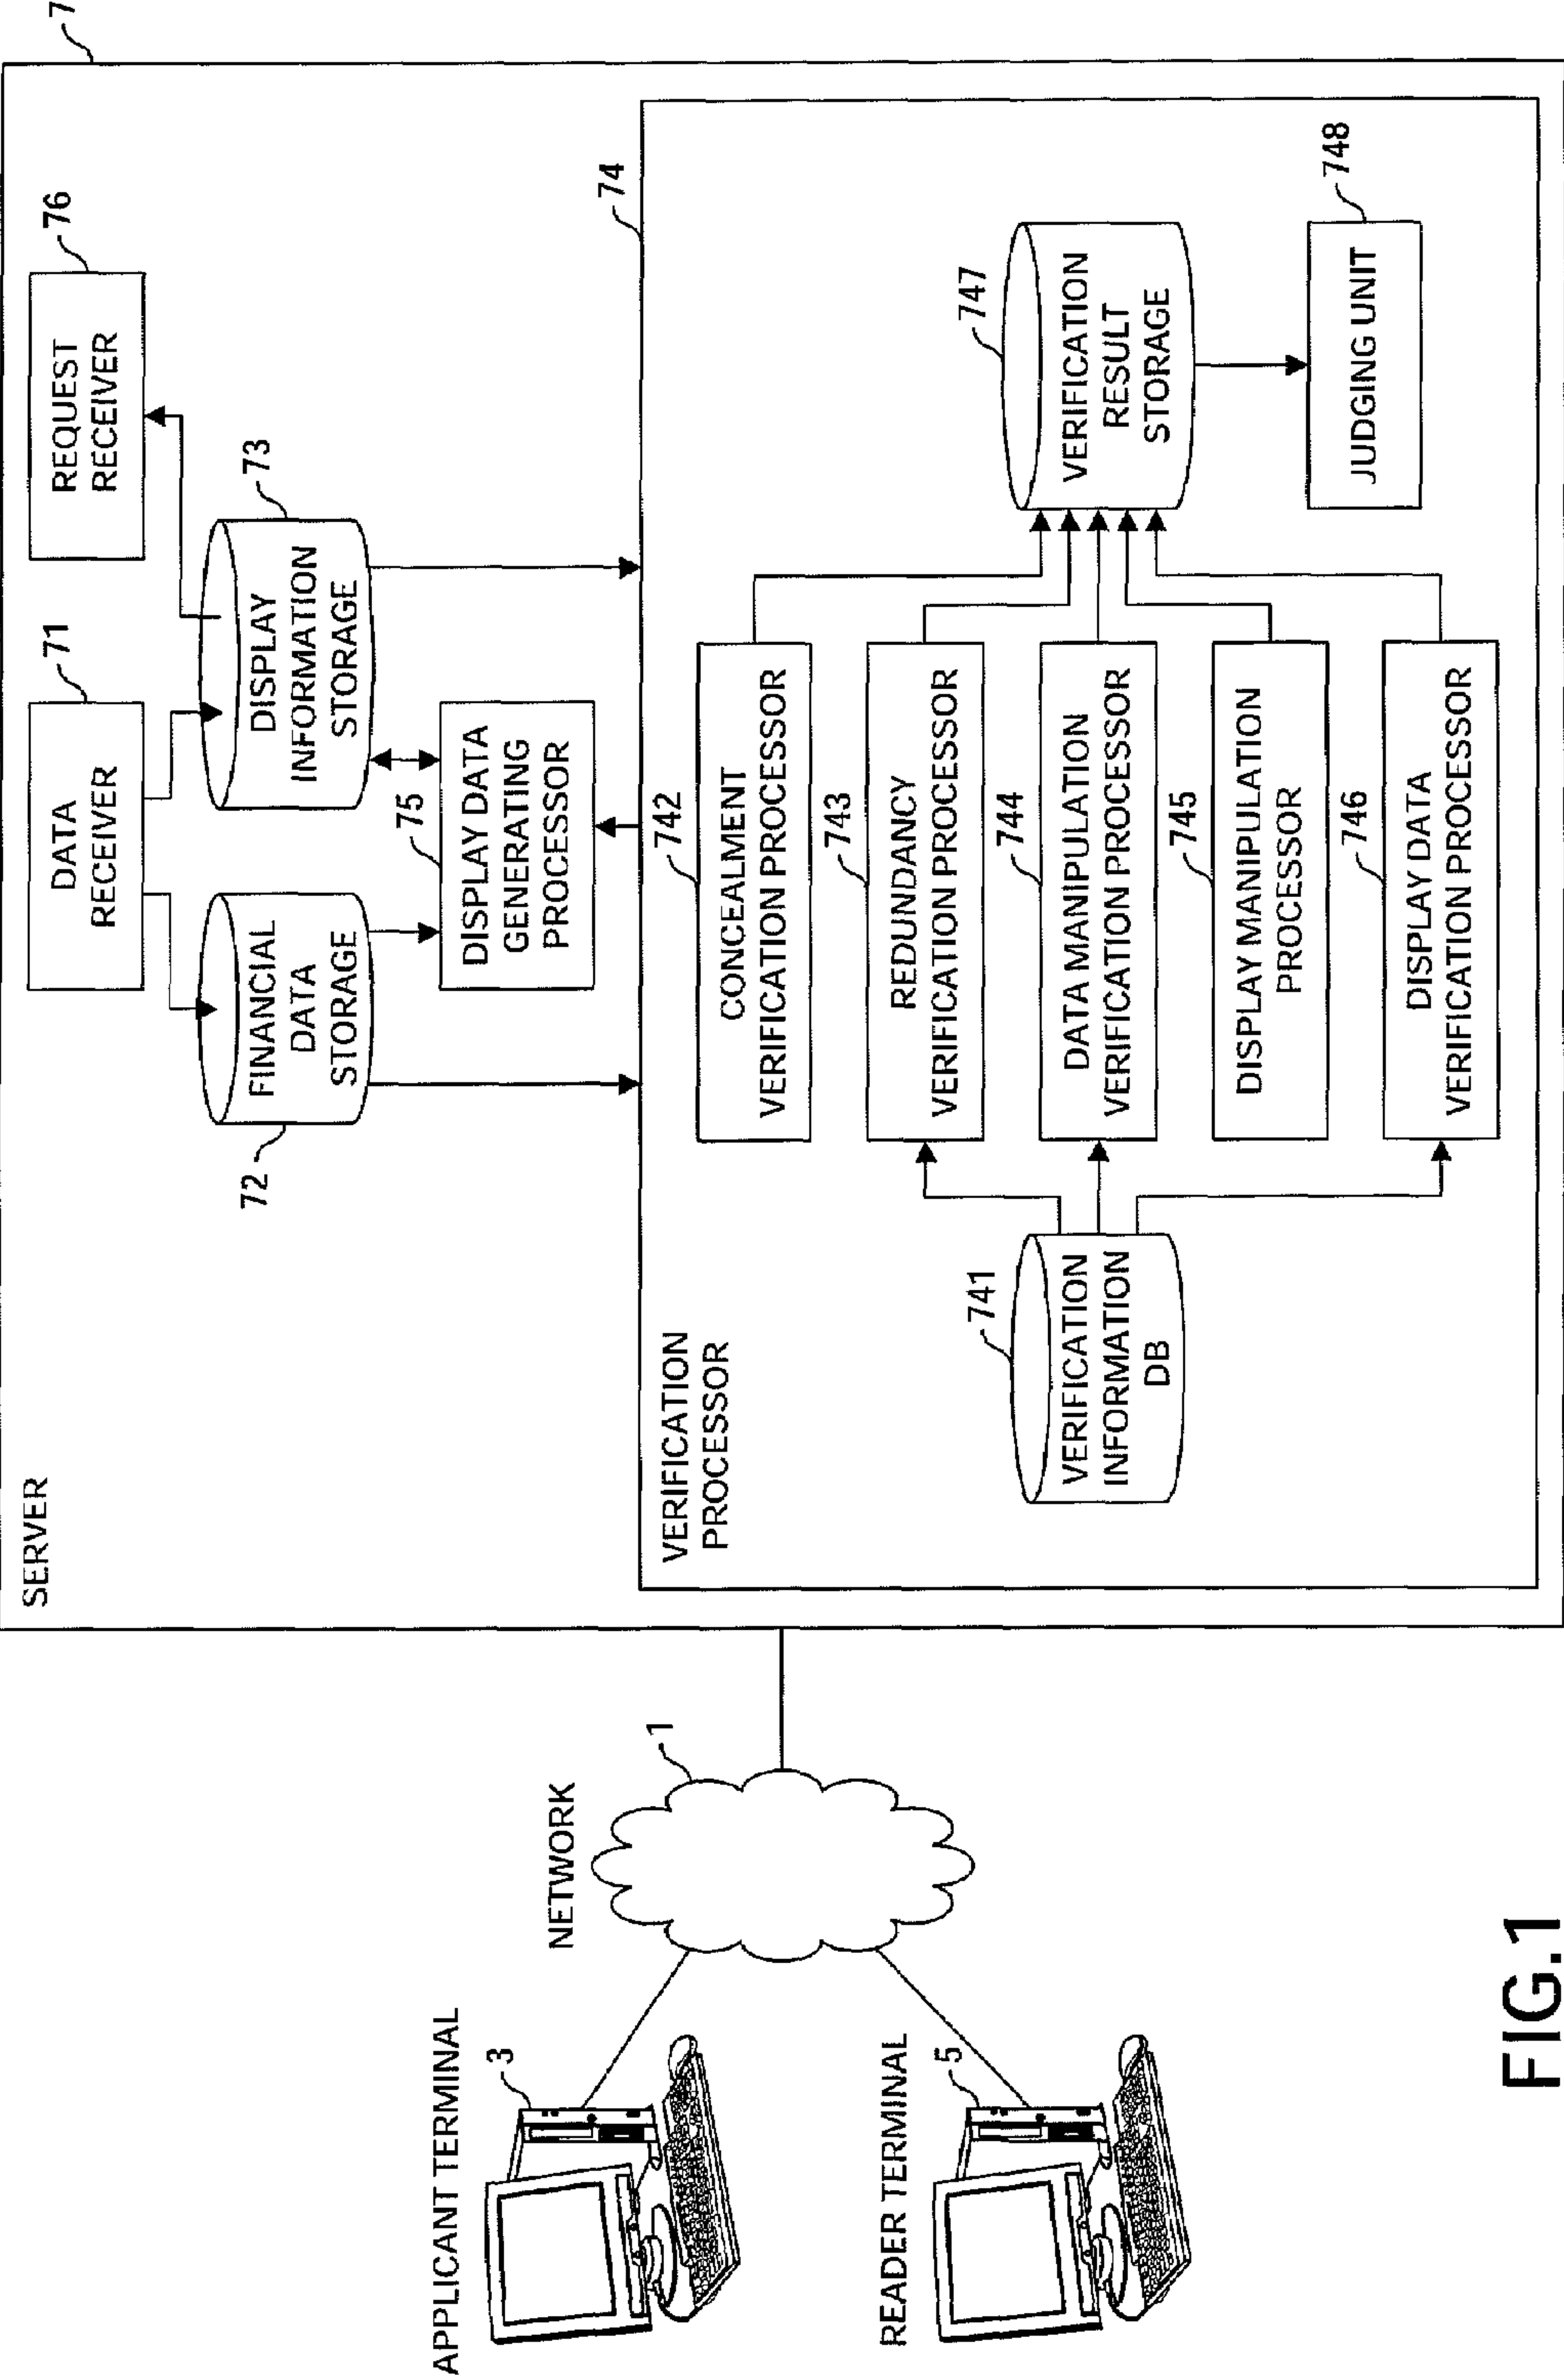 SERVER
7
DATA
RECEIVER
71
REQUEST
RECEIVER
76
FINANCIAL
DATA
STORAGE
72
DISPLAY
INFORMATION
STORAGE
73
DISPLAY DATA
GENERATING
PROCESSOR
75
VERIFICATION
PROCESSOR
74
VERIFICATION
INFORMATION
DB
741
CONCEALMENT
VERIFICATION PROCESSOR
742
REDUNDANCY
VERIFICATION PROCESSOR
743
DATA MANIPULATION
VERIFICATION PROCESSOR
744
DISPLAY MANIPULATION
PROCESSOR
745
DISPLAY DATA
VERIFICATION PROCESSOR
746
VERIFICATION
RESULT
STORAGE
747
JUDGING UNIT
748
NETWORK
1
APPLICANT TERMINAL
3
READER TERMINAL
5
FIG.1